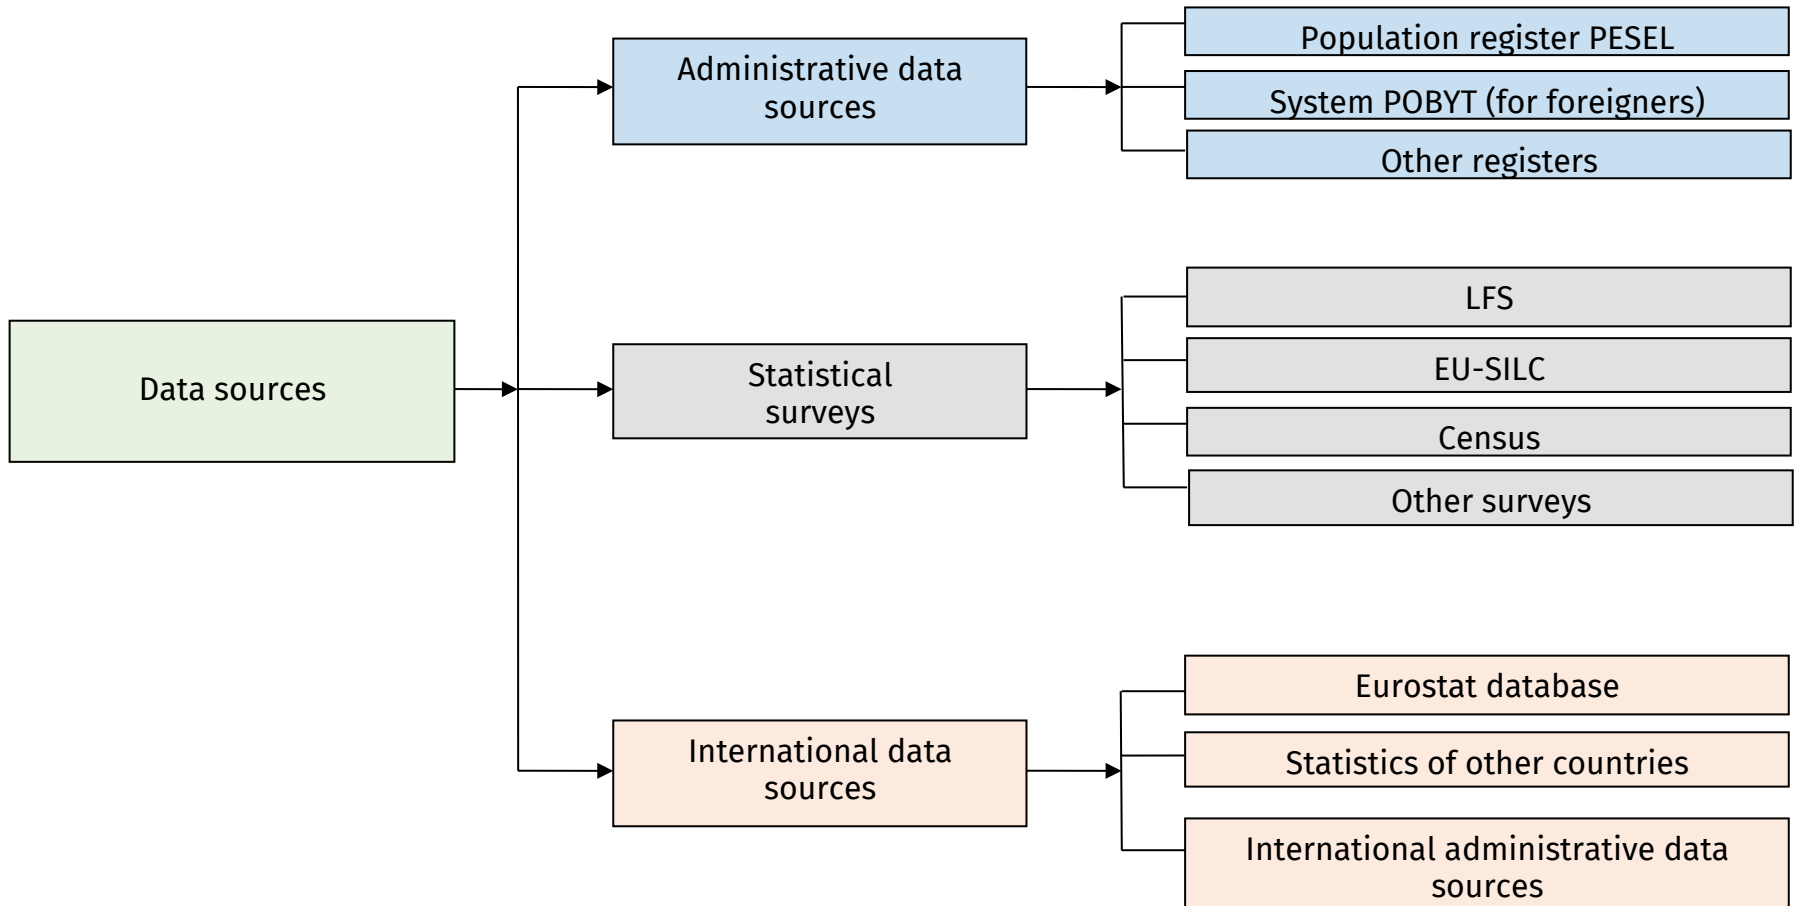 Data sources
Administrative data
sources
Population register PESEL
System POBYT (for foreigners)
Other registers
Statistical
surveys
LFS
EU-SILC
Census
Other surveys
International data
sources
Eurostat database
Statistics of other countries
International administrative data
sources